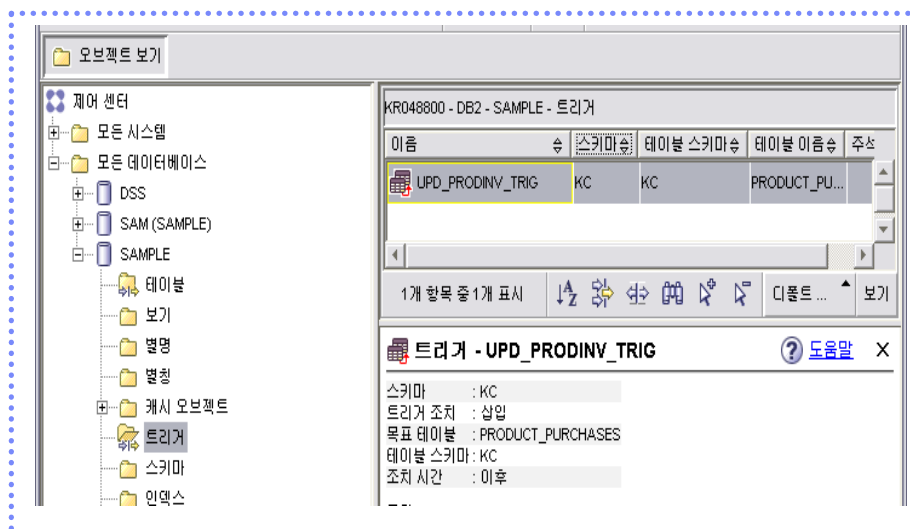 오브젝트 보기
제어 센터
모든 시스템
모든 데이터베이스
DSS
SAM (SAMPLE)
SAMPLE
테이블
보기
별명
별칭
캐시 오브젝트
트리거
스키마
인덱스
KR048800 - DB2 - SAMPLE - 트리거
이름 스키마 테이블 스키마 테이블 이름 주석
UPD_PRODINV_TRIG KC KC PRODUCT_PU...
1개 항목 중 1개 표시 디폴트 ... 보기
트리거 - UPD_PRODINV_TRIG 도움말 X
스키마 : KC
트리거 조치 : 삽입
목표 테이블 : PRODUCT_PURCHASES
테이블 스키마 : KC
조치 시간 : 이후